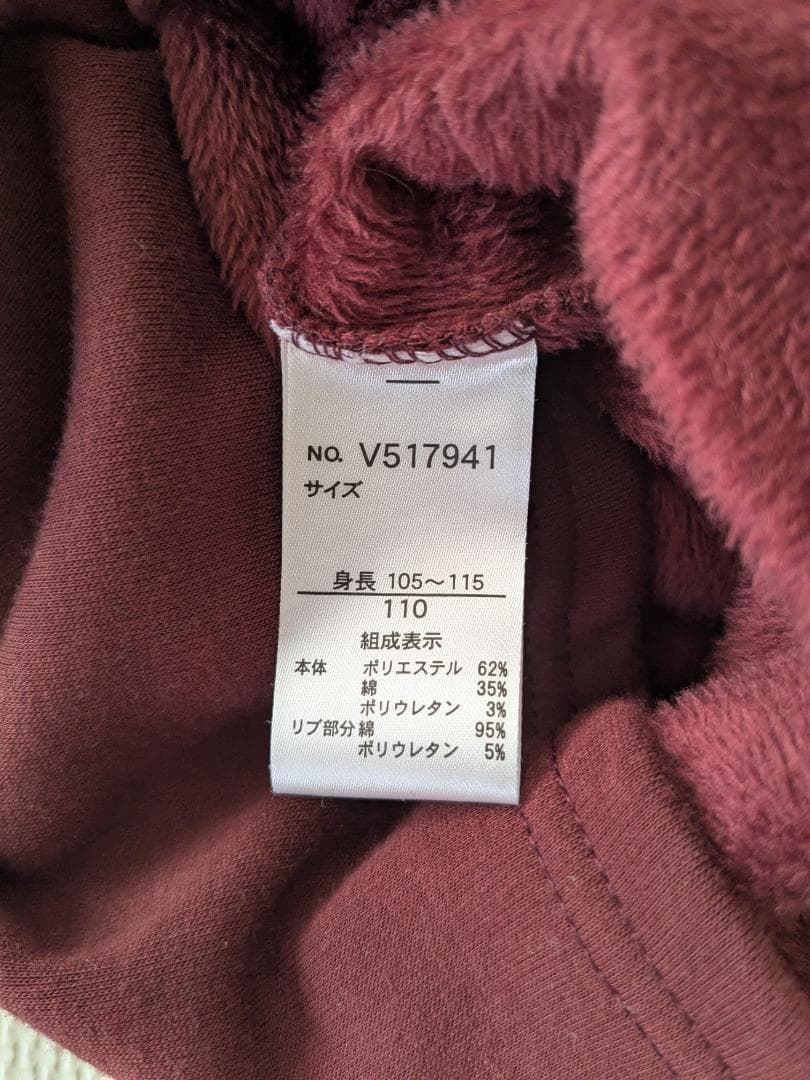 NO. V517941
サイズ
身長 105～115
110
組成表示
本体 ポリエステル 62%
綿 35%
ポリウレタン 3%
リブ部分 綿 95%
ポリウレタン 5%